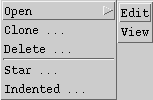 Open
Clone ...
Delete ...
Star ...
Indented ...
Edit
View